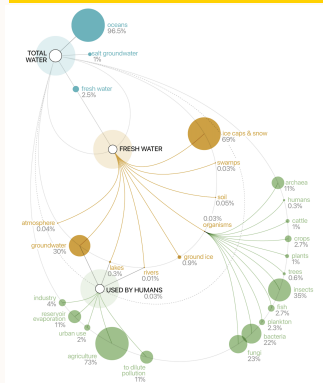 oceans
96.5%
TOTAL
WATER
salt groundwater
1%
fresh water
2.5%
FRESH WATER
ice caps & snow
69%
swamps
0.03%
soil
0.05%
0.03%
organisms
atmosphere
0.04%
groundwater
30%
lakes
0.3%
rivers
0.01%
ground ice
0.9%
USED BY HUMANS
0.03%
archaea
11%
humans
0.3%
cattle
1%
crops
2.7%
plants
1%
trees
0.6%
insects
35%
fish
2.7%
plankton
2.3%
bacteria
22%
fungi
23%
industry
4%
reservoir
evaporation
11%
urban use
2%
agriculture
73%
to dilute
pollution
11%